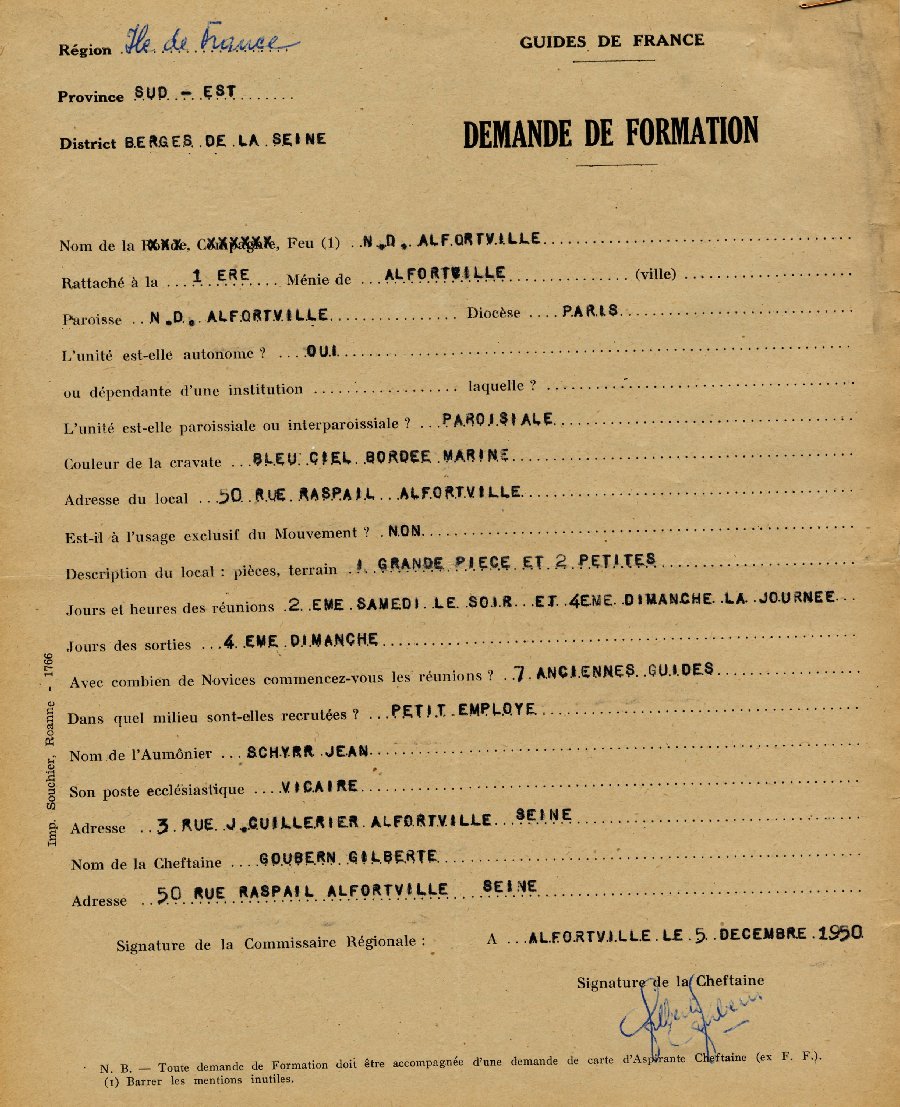 Région Ile de France
GUIDES DE FRANCE
Province SUD - EST
District BERGES DE LA SEINE
DEMANDE DE FORMATION
Nom de la Ronde, Compagnie, Feu (1) N.D. ALFORTVILLE
Rattaché à la 1 ERE Ménie de ALFORTVILLE (ville)
Paroisse N.D. ALFORTVILLE Diocèse PARIS
L'unité est-elle autonome ? OUI
ou dépendante d'une institution laquelle ?
L'unité est-elle paroissiale ou interparoissiale ? PAROISIALE
Couleur de la cravate BLEU CIEL BORDEE MARINE
Adresse du local 50 RUE RASPAIL ALFORTVILLE
Est-il à l'usage exclusif du Mouvement ? NON
Description du local : pièces, terrain 1 GRANDE PIECE ET 2 PETITES
Jours et heures des réunions 2 EME SAMEDI LE SOIR ET 4EME DIMANCHE LA JOURNEE
Jours des sorties 4 EME DIMANCHE
Avec combien de Novices commencez-vous les réunions ? 7 ANCIENNES GUIDES
Dans quel milieu sont-elles recrutées ? PETIT EMPLOYE
Nom de l'Aumônier SCHYRR JEAN
Son poste ecclésiastique VICAIRE
Adresse 3 RUE J.CUILLERIER ALFORTVILLE SEINE
Nom de la Cheftaine GOUBERN GILBERTE
Adresse 50 RUE RASPAIL ALFORTVILLE SEINE
Signature de la Commissaire Régionale : A ALFORTVILLE LE 5 DECEMBRE 1950
Signature de la Cheftaine
N. B. — Toute demande de Formation doit être accompagnée d'une demande de carte d'Aspirante Cheftaine (ex F. F.).
(1) Barrer les mentions inutiles.
Imp. Souchier, Roanne - 1766